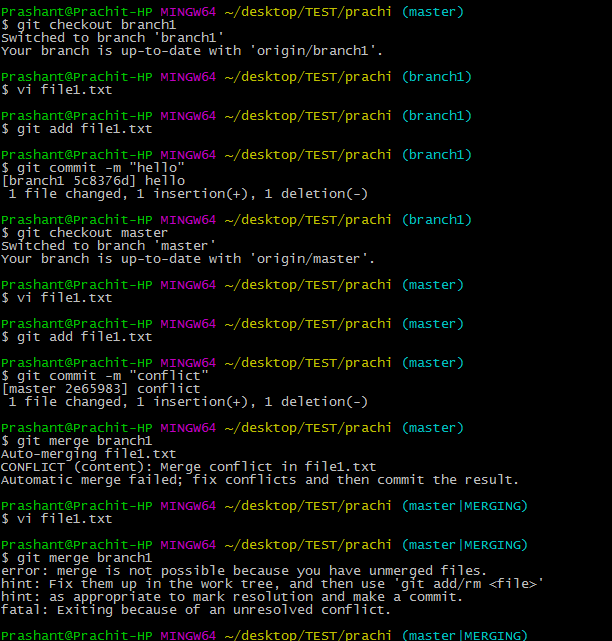 Prashant@Prachit-HP MINGW64 ~/desktop/TEST/prachi (master)
$ git checkout branch1
Switched to branch 'branch1'
Your branch is up-to-date with 'origin/branch1'.
Prashant@Prachit-HP MINGW64 ~/desktop/TEST/prachi (branch1)
$ vi file1.txt
Prashant@Prachit-HP MINGW64 ~/desktop/TEST/prachi (branch1)
$ git add file1.txt
Prashant@Prachit-HP MINGW64 ~/desktop/TEST/prachi (branch1)
$ git commit -m "hello"
[branch1 5c8376d] hello
 1 file changed, 1 insertion(+), 1 deletion(-)
Prashant@Prachit-HP MINGW64 ~/desktop/TEST/prachi (branch1)
$ git checkout master
Switched to branch 'master'
Your branch is up-to-date with 'origin/master'.
Prashant@Prachit-HP MINGW64 ~/desktop/TEST/prachi (master)
$ vi file1.txt
Prashant@Prachit-HP MINGW64 ~/desktop/TEST/prachi (master)
$ git add file1.txt
Prashant@Prachit-HP MINGW64 ~/desktop/TEST/prachi (master)
$ git commit -m "conflict"
[master 2e65983] conflict
 1 file changed, 1 insertion(+), 1 deletion(-)
Prashant@Prachit-HP MINGW64 ~/desktop/TEST/prachi (master)
$ git merge branch1
Auto-merging file1.txt
CONFLICT (content): Merge conflict in file1.txt
Automatic merge failed; fix conflicts and then commit the result.
Prashant@Prachit-HP MINGW64 ~/desktop/TEST/prachi (master|MERGING)
$ vi file1.txt
Prashant@Prachit-HP MINGW64 ~/desktop/TEST/prachi (master|MERGING)
$ git merge branch1
error: merge is not possible because you have unmerged files.
hint: Fix them up in the work tree, and then use 'git add/rm <file>'
hint: as appropriate to mark resolution and make a commit.
fatal: Exiting because of an unresolved conflict.
Prashant@Prachit-HP MINGW64 ~/desktop/TEST/prachi (master|MERGING)